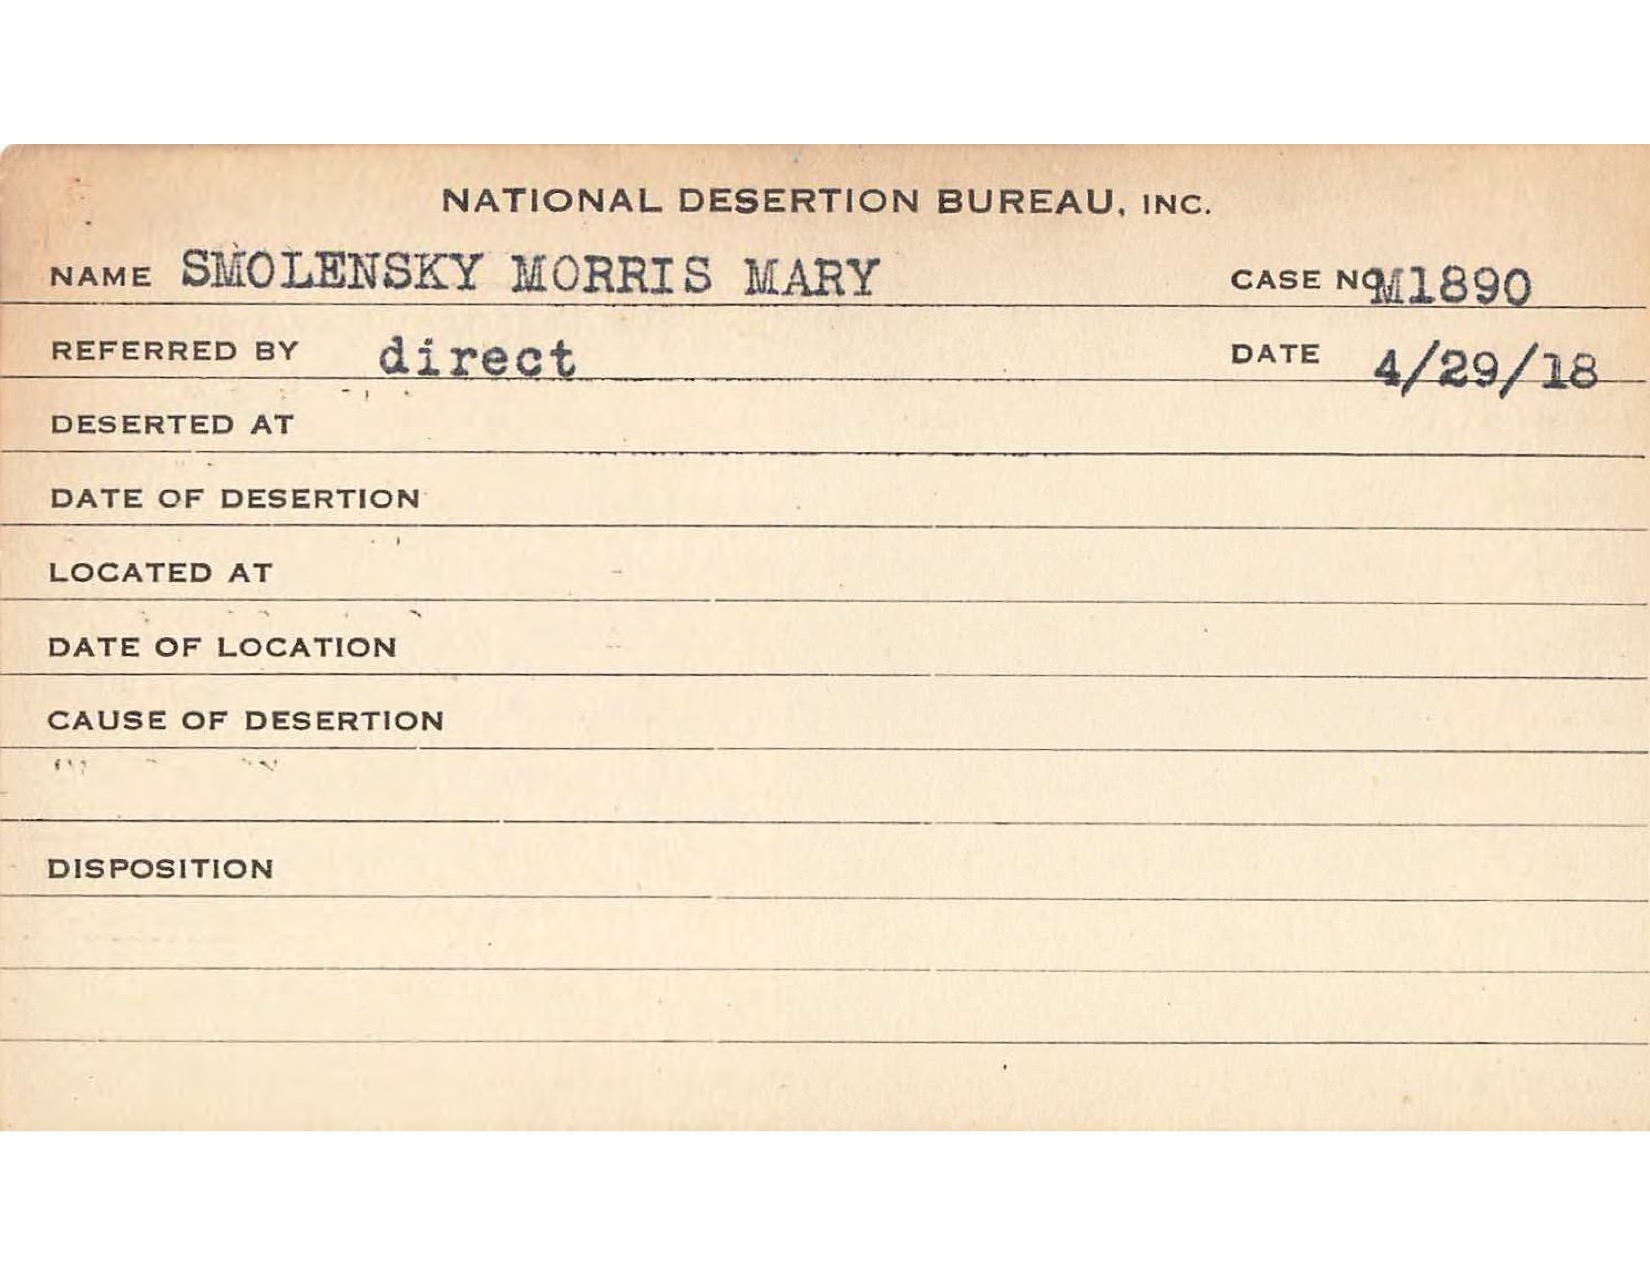 NATIONAL DESERTION BUREAU, INC.
NAME SMOLENSKY MORRIS MARY CASE NO M1890
REFERRED BY direct DATE 4/29/18
DESERTED AT
DATE OF DESERTION
LOCATED AT
DATE OF LOCATION
CAUSE OF DESERTION
DISPOSITION